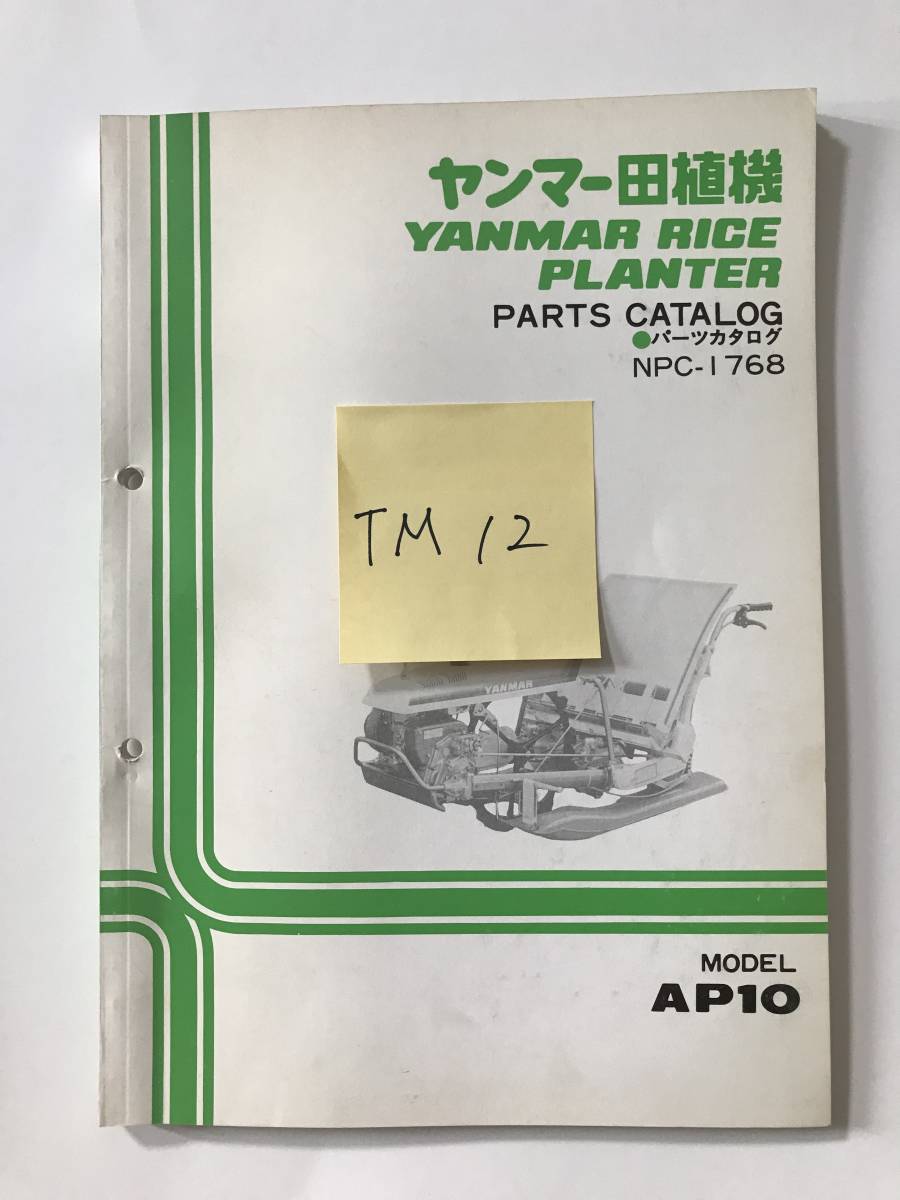 ヤンマー田植機
YANMAR RICE
PLANTER
PARTS CATALOG
●パーツカタログ
NPC-1768
TM 12
YANMAR
MODEL
AP10